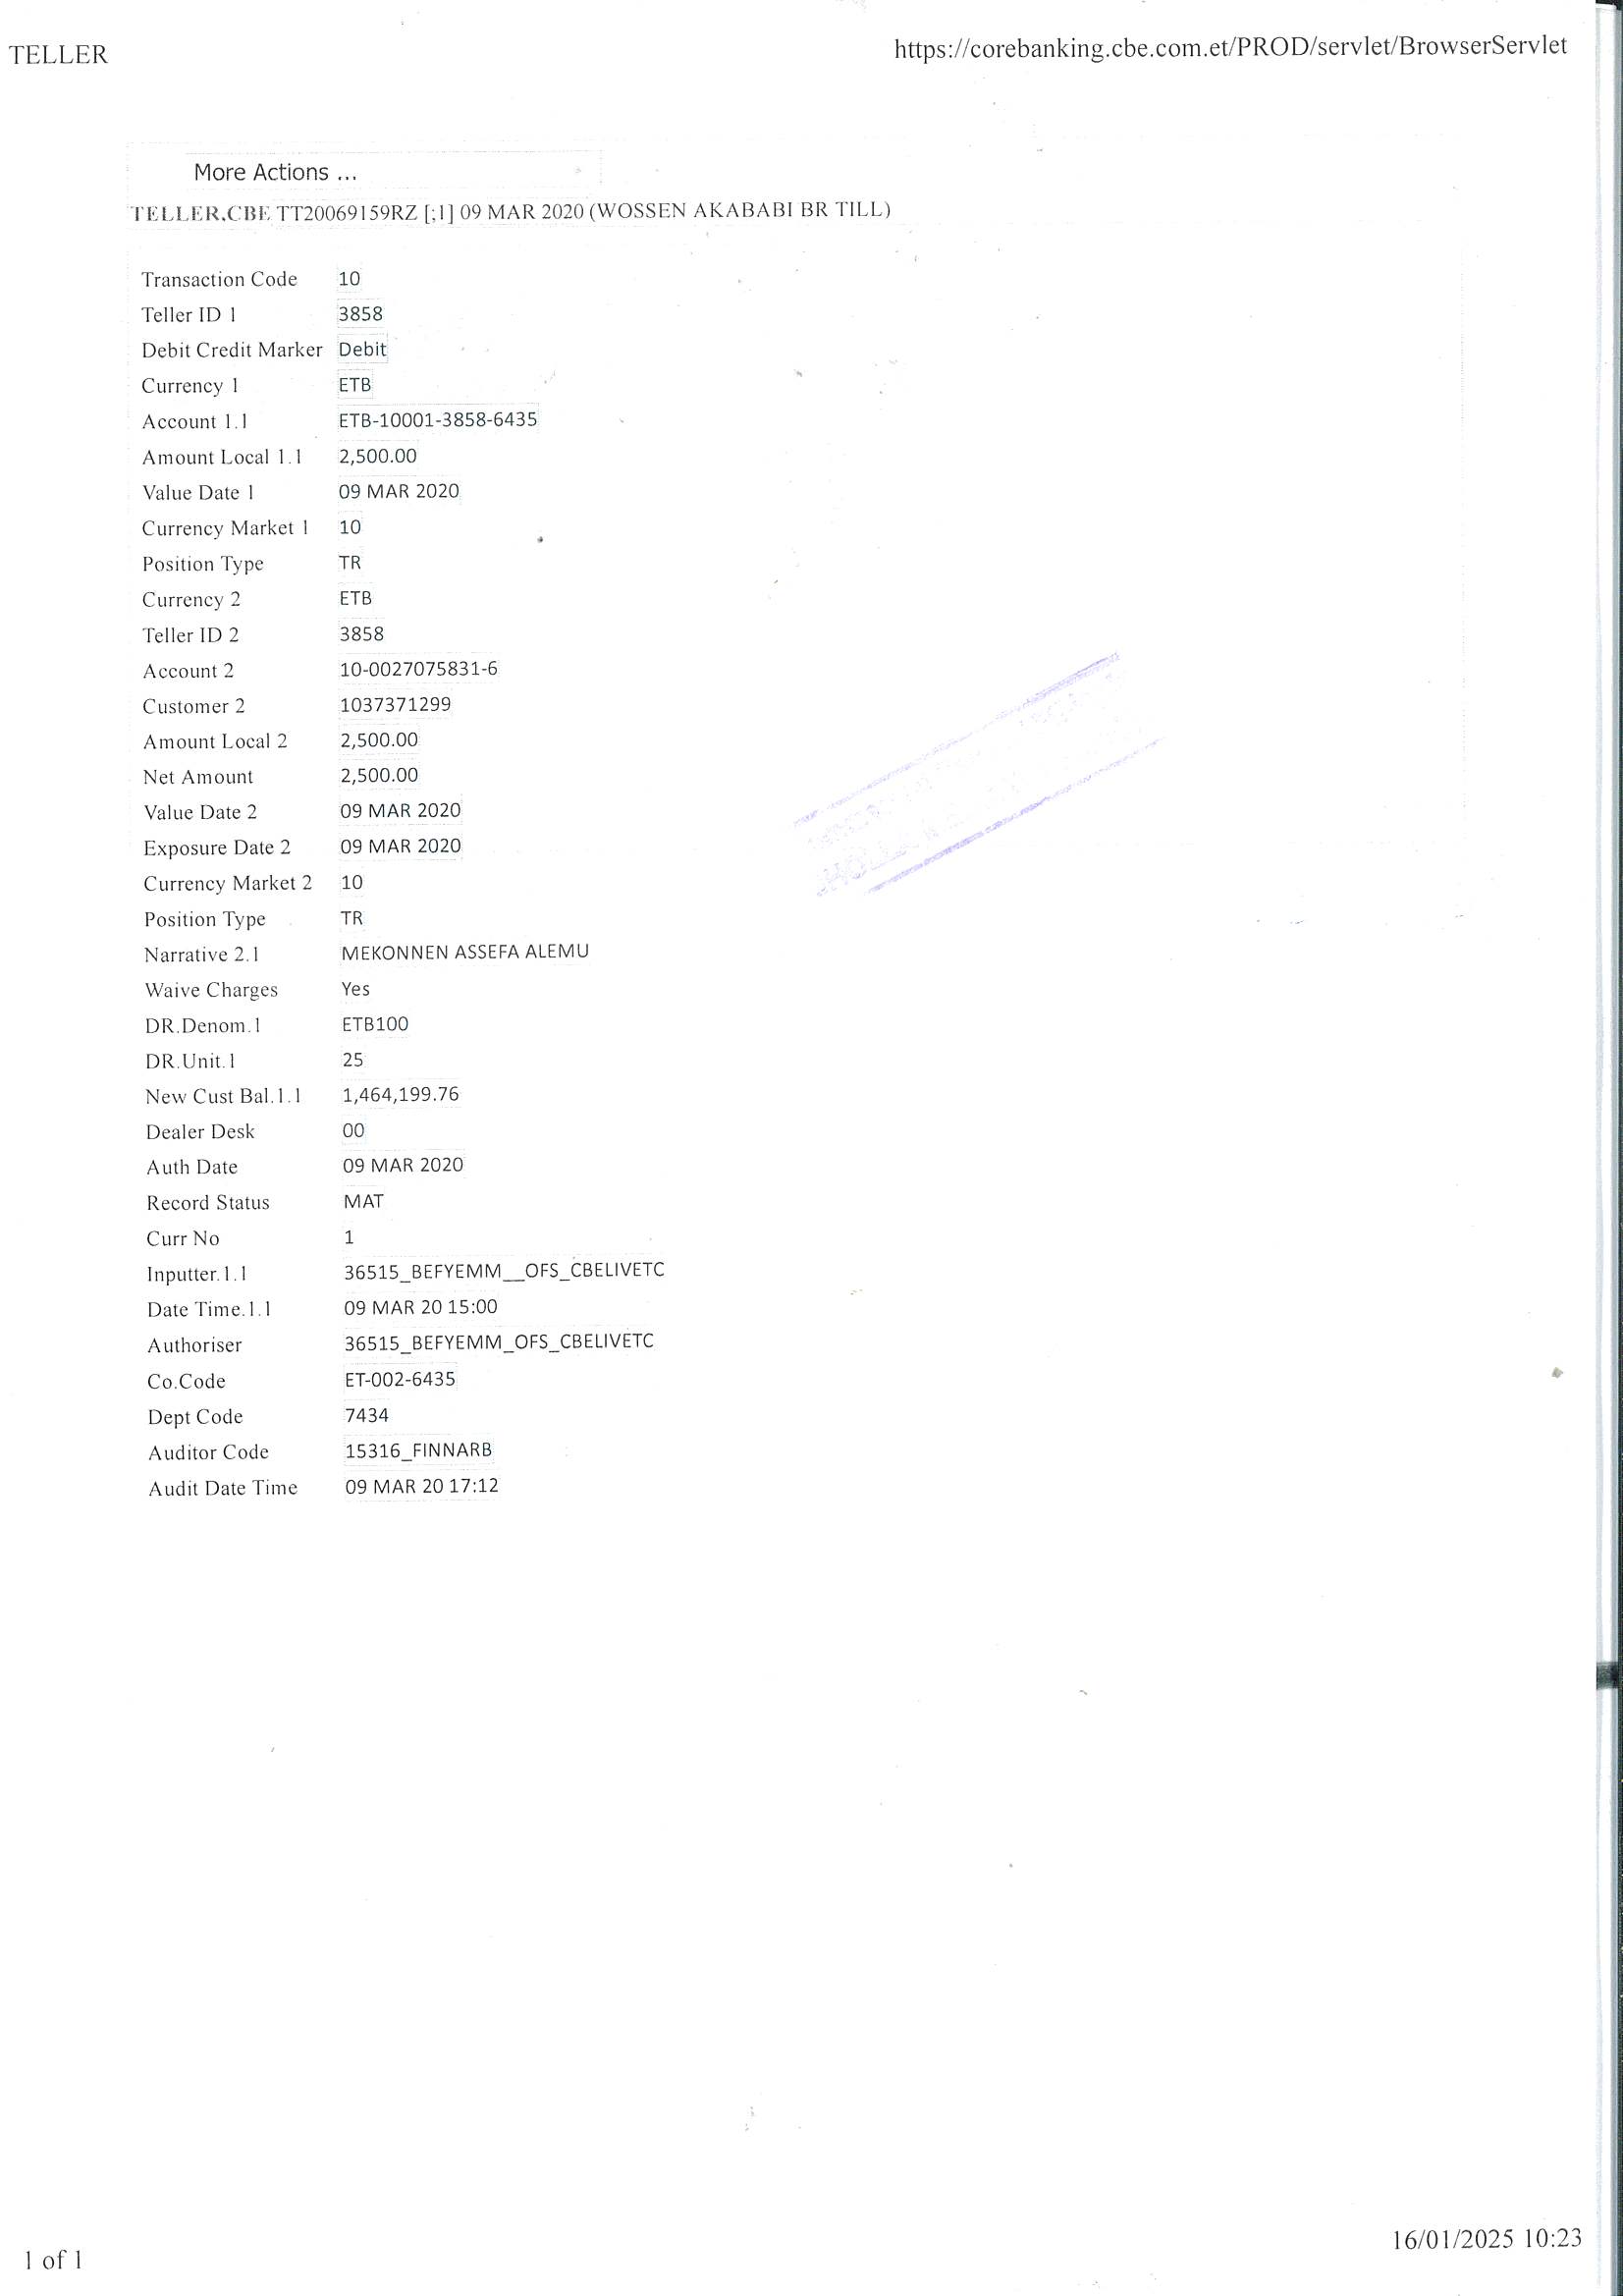 TELLER
https://corebanking.cbe.com.et/PROD/servlet/BrowserServlet
More Actions ...
TELLER,CBE TT20069159RZ [;1] 09 MAR 2020 (WOSSEN AKABABI BR TILL)
Transaction Code 10
Teller ID 1 3858
Debit Credit Marker Debit
Currency 1 ETB
Account 1.1 ETB-10001-3858-6435
Amount Local 1.1 2,500.00
Value Date 1 09 MAR 2020
Currency Market 1 10
Position Type TR
Currency 2 ETB
Teller ID 2 3858
Account 2 10-0027075831-6
Customer 2 1037371299
Amount Local 2 2,500.00
Net Amount 2,500.00
Value Date 2 09 MAR 2020
Exposure Date 2 09 MAR 2020
Currency Market 2 10
Position Type TR
Narrative 2.1 MEKONNEN ASSEFA ALEMU
Waive Charges Yes
DR.Denom.1 ETB100
DR.Unit.1 25
New Cust Bal.1.1 1,464,199.76
Dealer Desk 00
Auth Date 09 MAR 2020
Record Status MAT
Curr No 1
Inputter.1.1 36515_BEFYEMM__OFS_CBELIVETC
Date Time.1.1 09 MAR 20 15:00
Authoriser 36515_BEFYEMM_OFS_CBELIVETC
Co.Code ET-002-6435
Dept Code 7434
Auditor Code 15316_FINNARB
Audit Date Time 09 MAR 20 17:12
1 of 1
16/01/2025 10:23